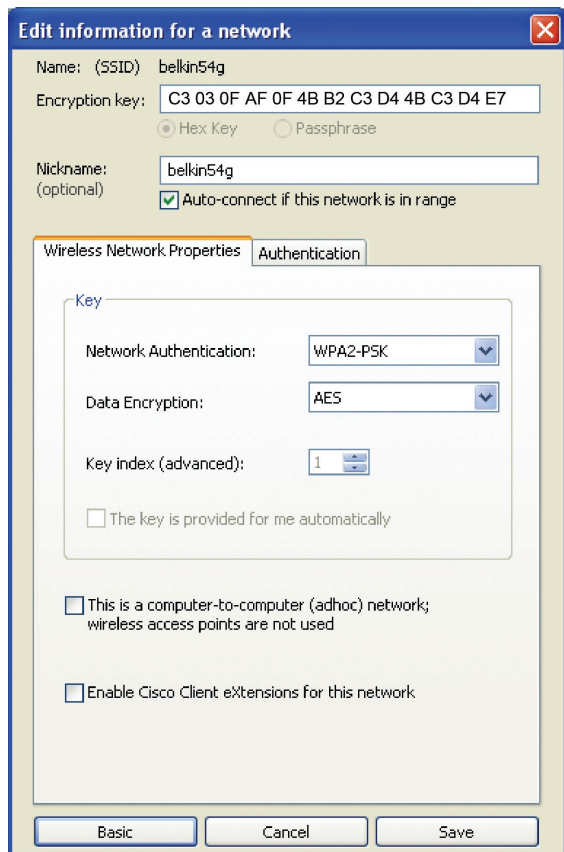 Edit information for a network
Name: (SSID) belkin54g
Encryption key: C3 03 0F AF 0F 4B B2 C3 D4 4B C3 D4 E7
Hex Key Passphrase
Nickname: belkin54g
(optional)
Auto-connect if this network is in range
Wireless Network Properties Authentication
Key
Network Authentication: WPA2-PSK
Data Encryption: AES
Key index (advanced): 1
The key is provided for me automatically
This is a computer-to-computer (adhoc) network;
wireless access points are not used
Enable Cisco Client eXtensions for this network
Basic Cancel Save